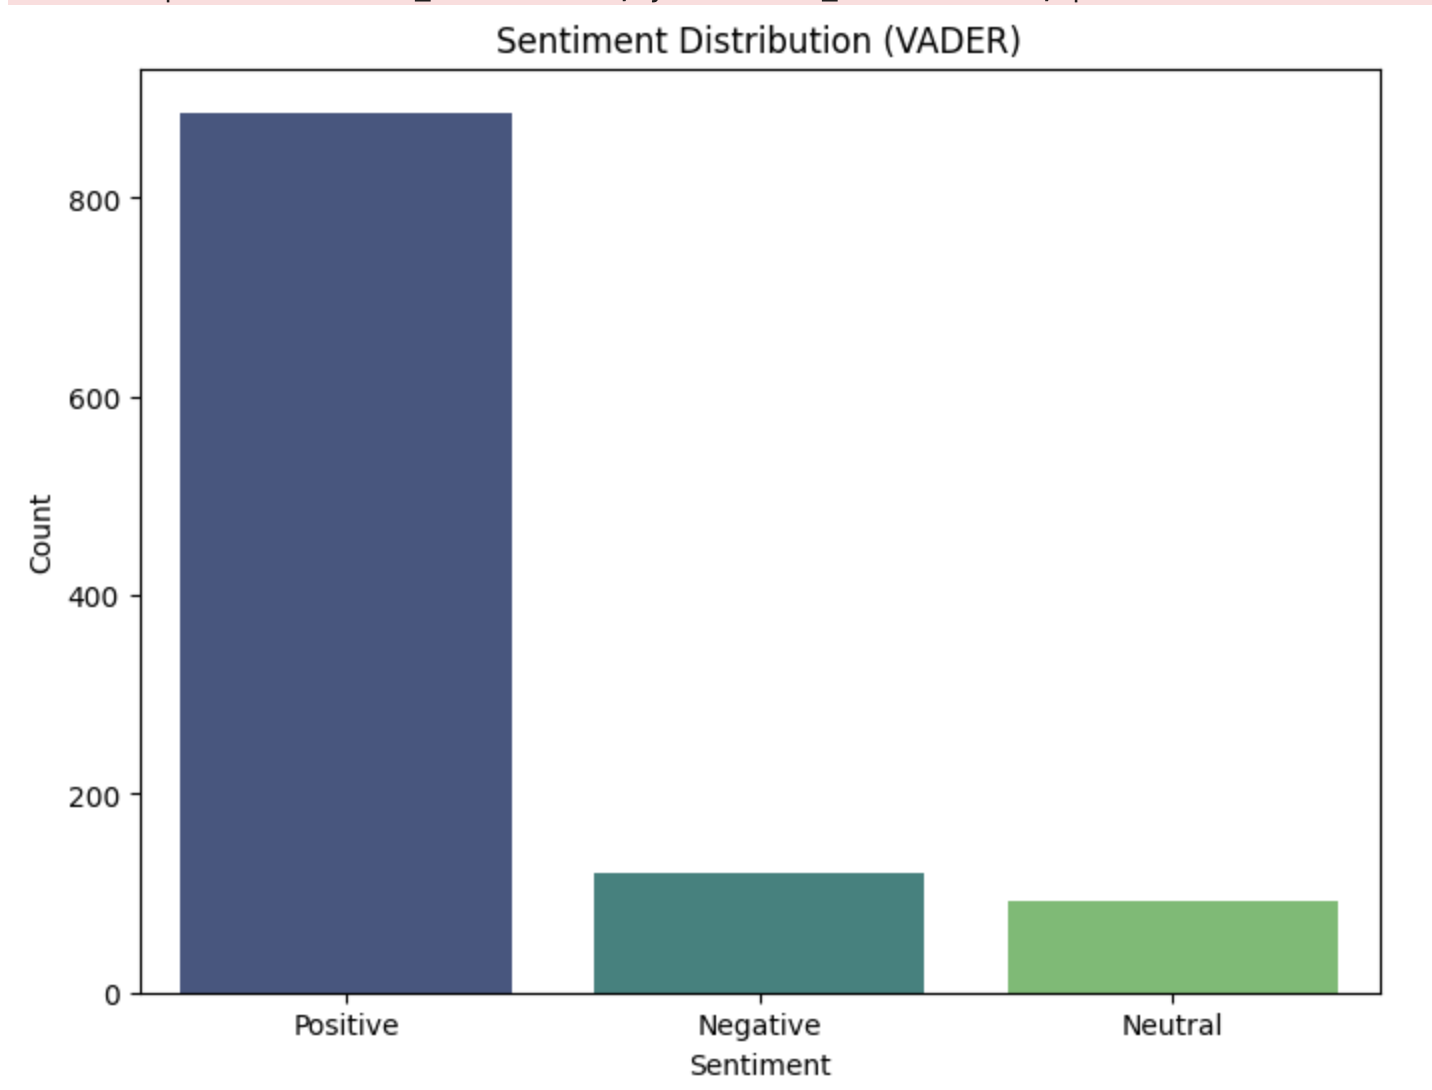 Sentiment Distribution (VADER)
800
600
400
200
0
Count
Positive Negative Neutral
Sentiment